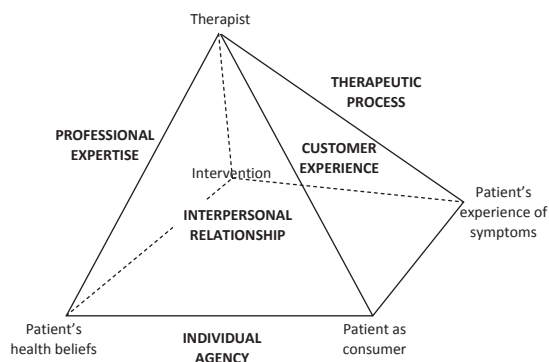 Therapist
THERAPEUTIC
PROCESS
PROFESSIONAL
EXPERTISE
CUSTOMER
EXPERIENCE
Intervention
Patient’s
experience of
symptoms
INTERPERSONAL
RELATIONSHIP
Patient’s
health beliefs
INDIVIDUAL
AGENCY
Patient as
consumer